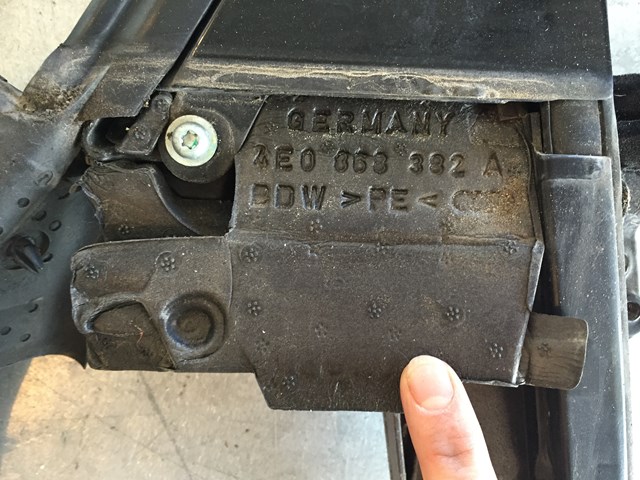 GERMANY
4E0 863 382 A
BDW >PE<